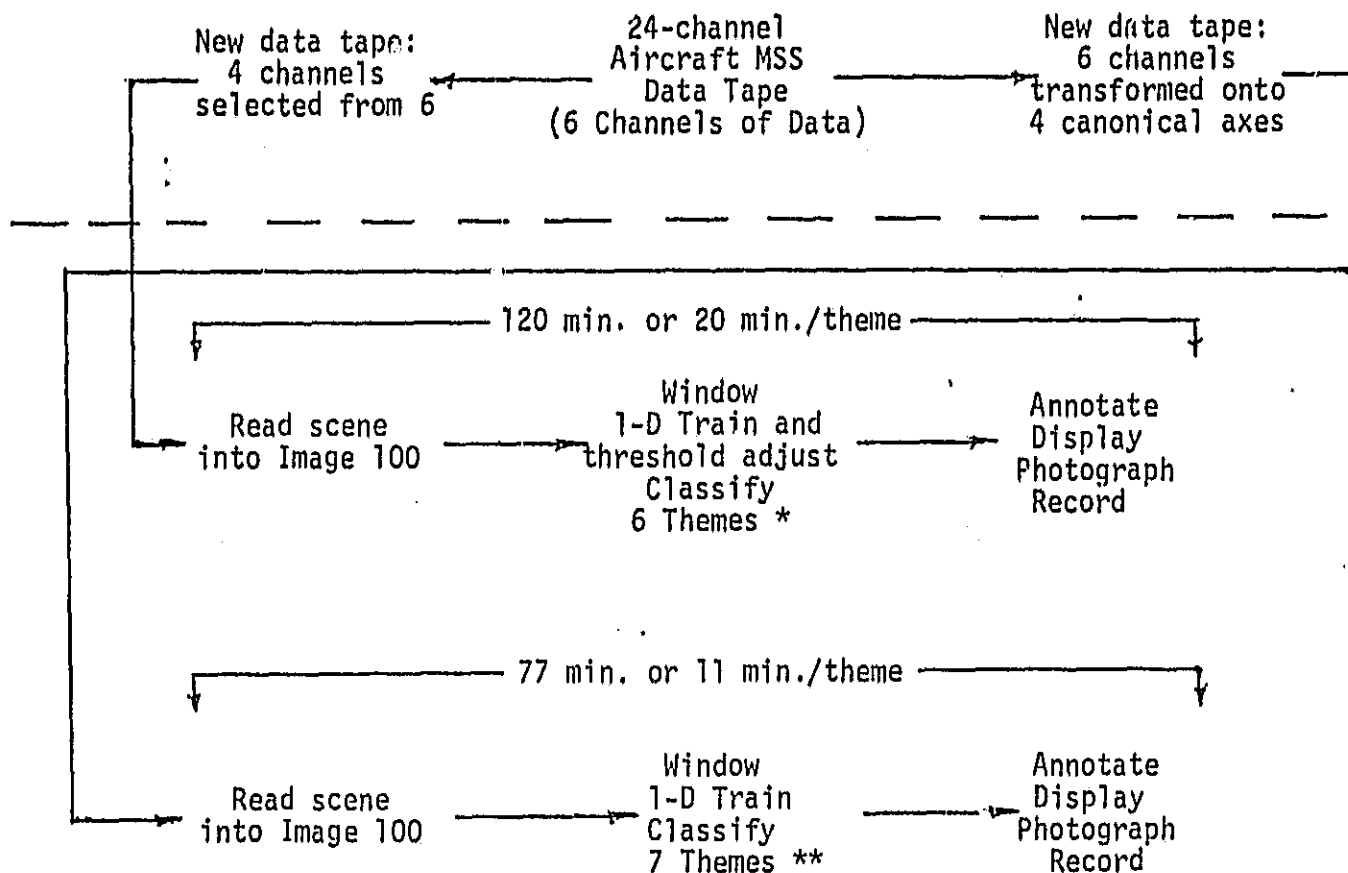 New data tape:
4 channels
selected from 6
24-channel
Aircraft MSS
Data Tape
(6 Channels of Data)
New data tape:
6 channels
transformed onto
4 canonical axes
120 min. or 20 min./theme
Read scene
into Image 100
Window
1-D Train and
threshold adjust
Classify
6 Themes *
Annotate
Display
Photograph
Record
77 min. or 11 min./theme
Read scene
into Image 100
Window
1-D Train
Classify
7 Themes **
Annotate
Display
Photograph
Record